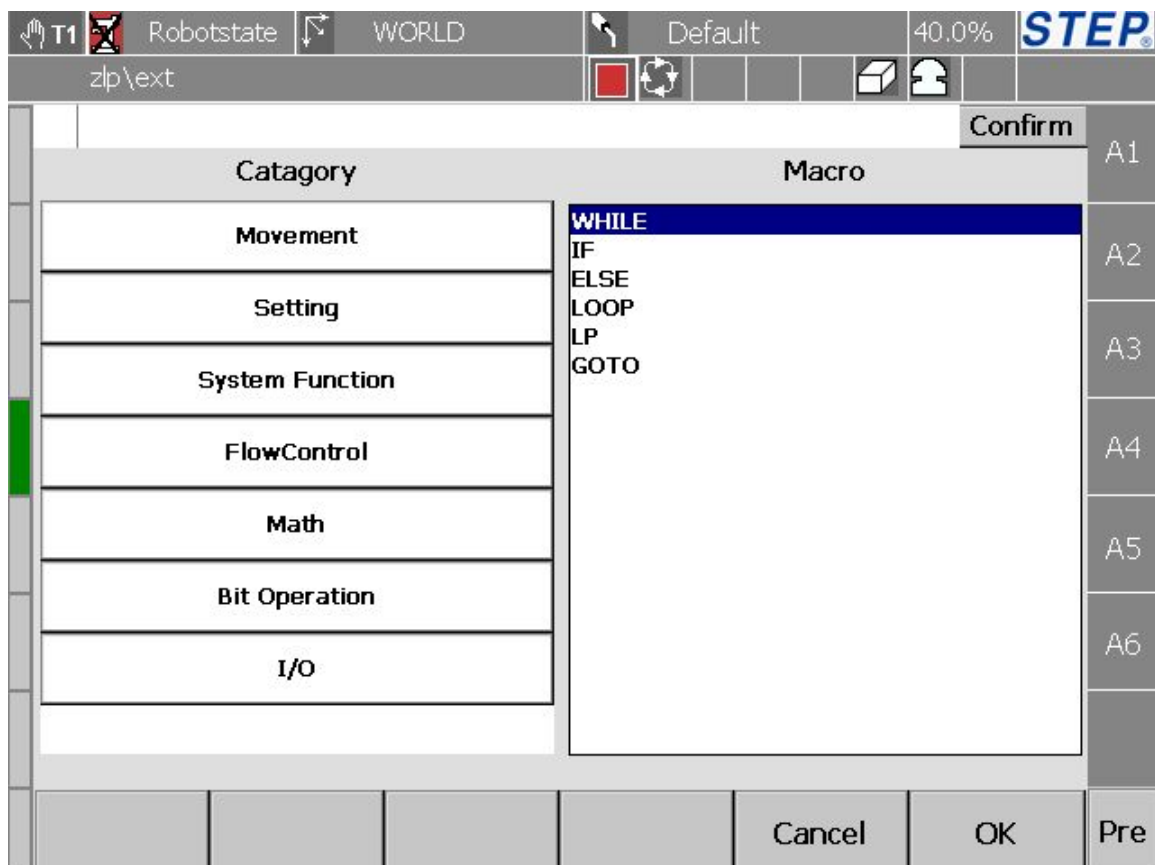 T1 Robotstate WORLD Default 40.0% STEP®
zlp\ext
Confirm
Catagory Macro
Movement
Setting
System Function
FlowControl
Math
Bit Operation
I/O
WHILE
IF
ELSE
LOOP
LP
GOTO
A1
A2
A3
A4
A5
A6
Cancel OK Pre